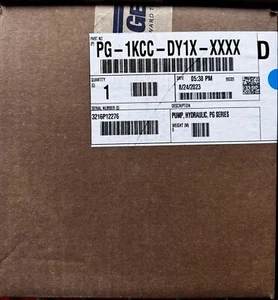 PART NO.
(P)
PG-1KCC-DY1X-XXXX
D
QUANTITY
(Q)
1
DATE
05:38 PM
8/24/2023
SERIAL NUMBER (S)
3216P12276
DESCRIPTION
PUMP, HYDRAULIC, PG SERIES
WEIGHT (M)